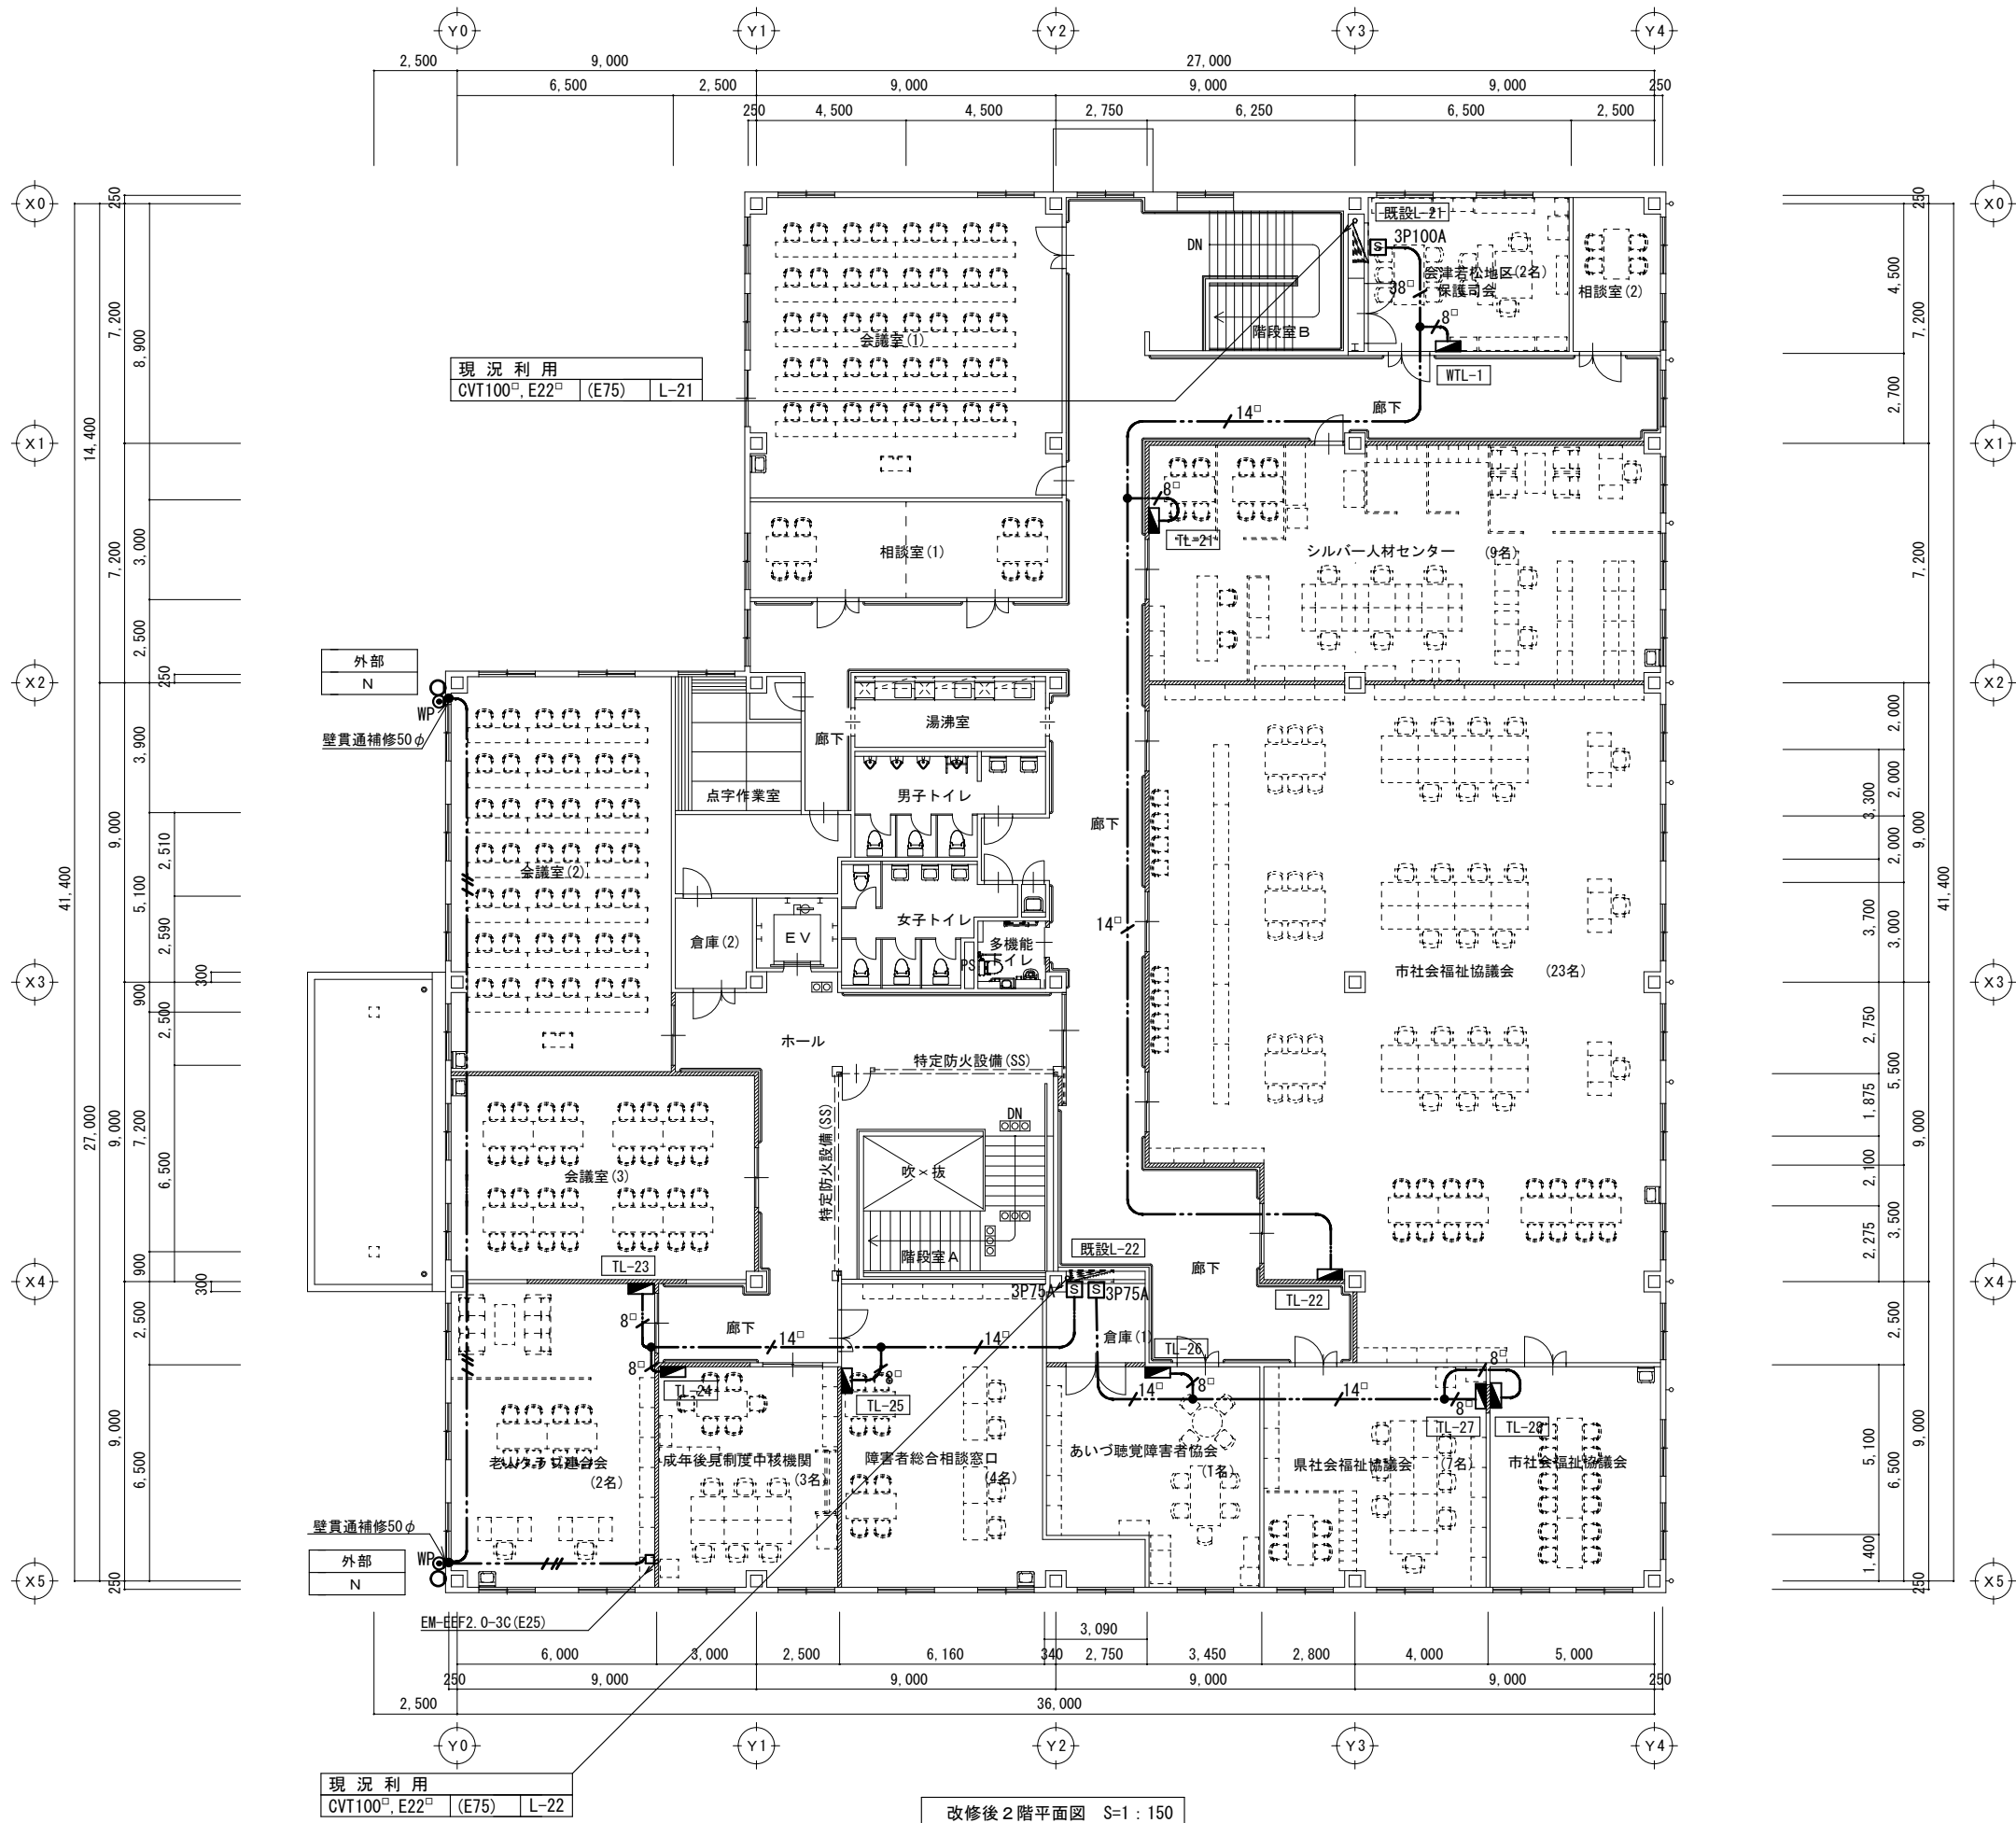 Y0 Y1 Y2 Y3 Y4
2,500 9,000 27,000
6,500 2,500 9,000 9,000 9,000 250
250 4,500 4,500 2,750 6,250 6,500 2,500
X0
X1
X2
X3
X4
X5
41,400
14,400
27,000
250
7,200
7,200
9,000
9,000
9,000
250
8,900
3,000
2,500
250
3,900
5,100
2,510
2,590
300
900
2,500
7,200
6,500
900
300
2,500
6,500
既設L-21
3P100A
会津若松地区(2名)
保護司会
38□
8□
相談室(2)
DN
階段室B
WTL-1
会議室(1)
現 況 利 用
CVT100□, E22□ (E75) L-21
廊下
14□
8□
TL-21
シルバー人材センター (9名)
相談室(1)
外部
N
WP
壁貫通補修50φ
湯沸室
廊下
点字作業室
男子トイレ
廊下
会議室(2)
女子トイレ
倉庫(2)
EV
多機能
トイレ
PS
14□
市社会福祉協議会 (23名)
ホール
特定防火設備(SS)
特定防火設備(SS)
DN
吹×抜
会議室(3)
階段室A
TL-23
既設L-22
廊下
3P75A
3P75A
TL-22
8□
廊下
14□
14□
倉庫(1)
TL-26
8□
TL-24
8□
TL-25
14□
8□
14□
8□
8□
TL-27
TL-28
(2名)
成年後見制度中核機関
(3名)
障害者総合相談窓口
(4名)
あいづ聴覚障害者協会
(1名)
県社会福祉協議会 (7名)
市社会福祉協議会
壁貫通補修50φ
外部
N
WP
EM-EEF2.0-3C(E25)
X0
X1
X2
X3
X4
X5
250
4,500
7,200
2,700
7,200
2,000
2,000
3,300
2,000
9,000
3,700
3,000
41,400
2,750
5,500
1,875
9,000
2,100
2,275
3,500
2,500
5,100
9,000
6,500
1,400
250
3,090
6,000 3,000 2,500 6,160 340 2,750 3,450 2,800 4,000 5,000
250 9,000 9,000 9,000 9,000 250
2,500 36,000
Y0 Y1 Y2 Y3 Y4
現 況 利 用
CVT100□, E22□ (E75) L-22
改修後2階平面図 S=1：150